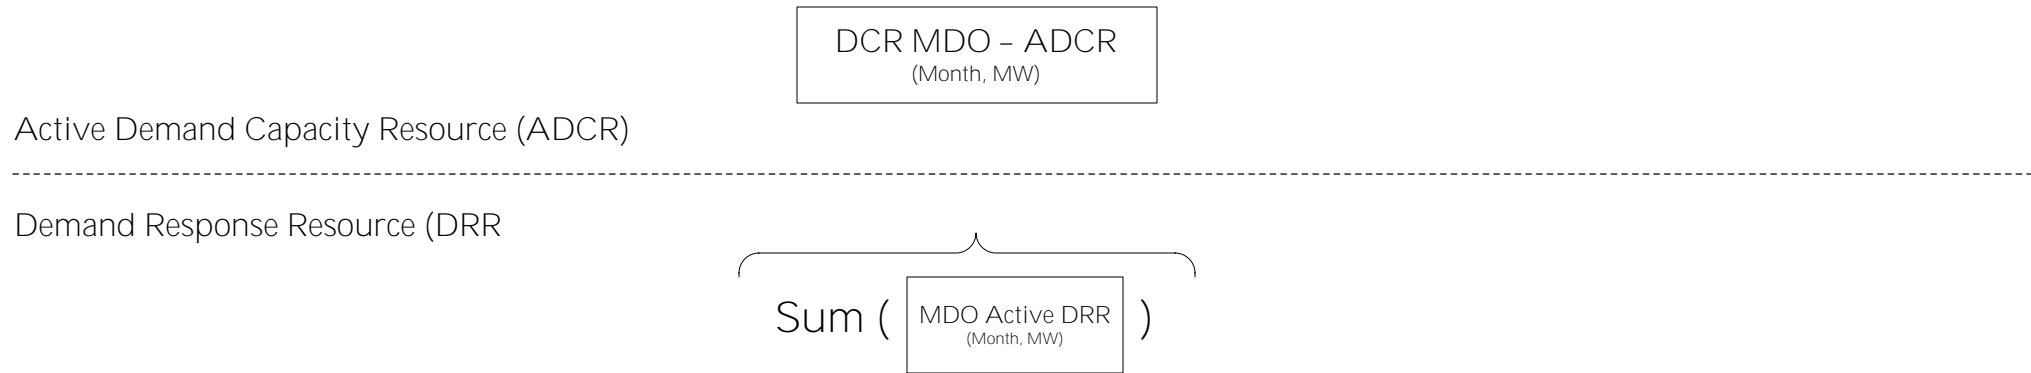 DCR MDO – ADCR
(Month, MW)
Active Demand Capacity Resource (ADCR)
Demand Response Resource (DRR
Sum ( MDO Active DRR )
(Month, MW)